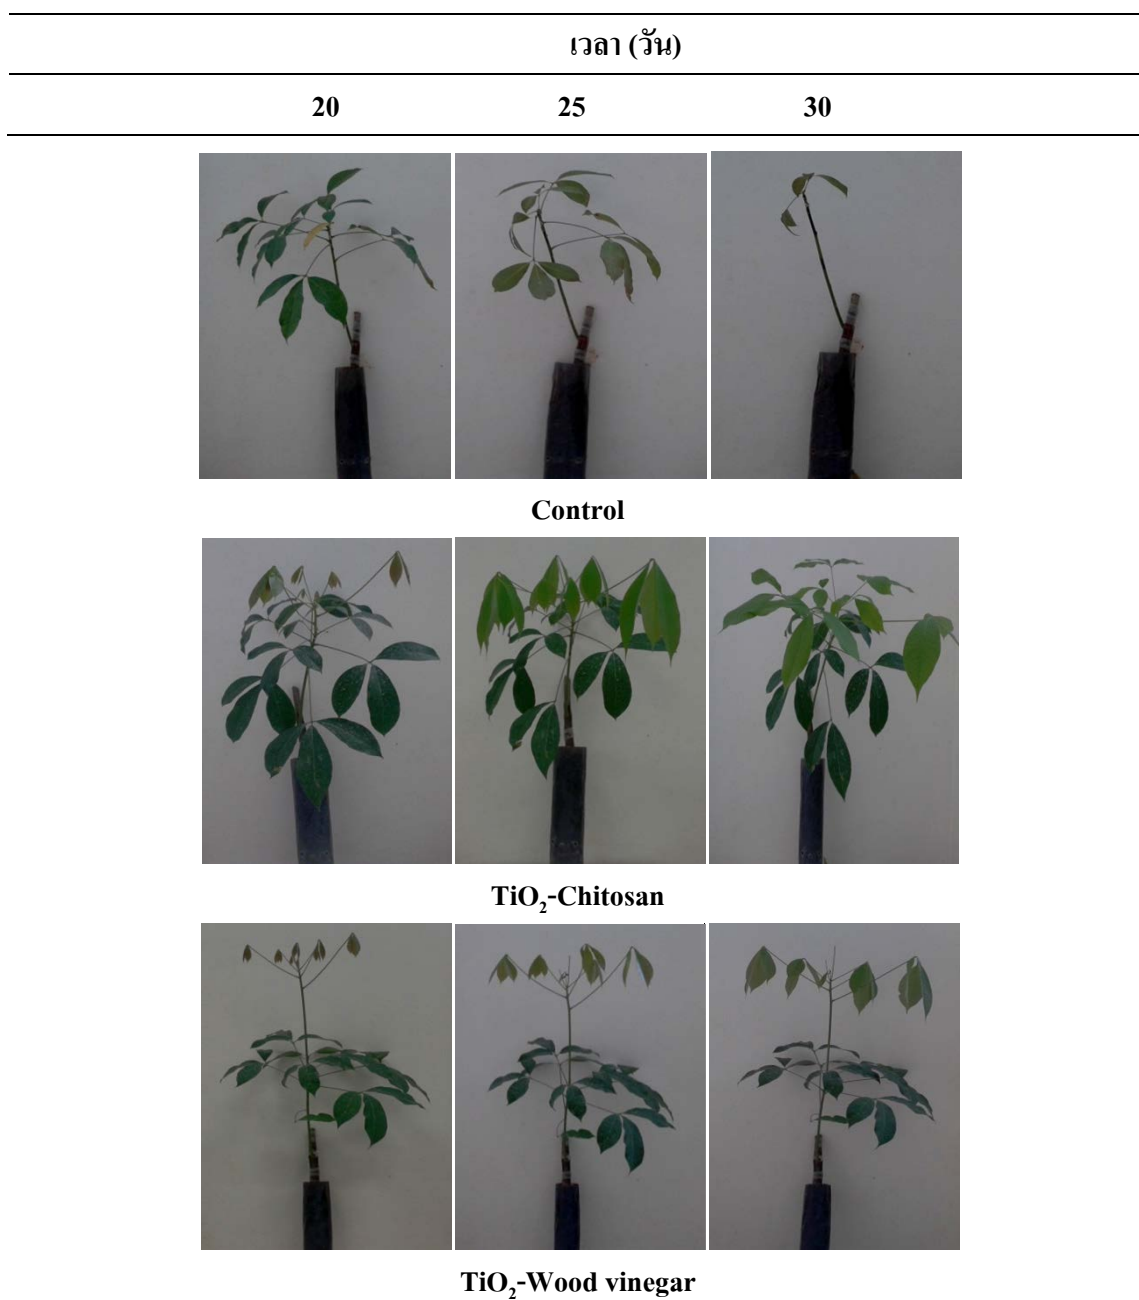 เวลา (วัน)
20 25 30
Control
TiO₂-Chitosan
TiO₂-Wood vinegar